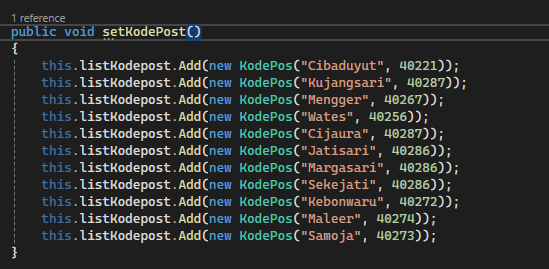 1 reference
public void setKodePost()
{
this.listKodepost.Add(new KodePos("Cibaduyut", 40221));
this.listKodepost.Add(new KodePos("Kujangsari", 40287));
this.listKodepost.Add(new KodePos("Mengger", 40267));
this.listKodepost.Add(new KodePos("Wates", 40256));
this.listKodepost.Add(new KodePos("Cijaura", 40287));
this.listKodepost.Add(new KodePos("Jatisari", 40286));
this.listKodepost.Add(new KodePos("Margasari", 40286));
this.listKodepost.Add(new KodePos("Sekejati", 40286));
this.listKodepost.Add(new KodePos("Kebonwaru", 40272));
this.listKodepost.Add(new KodePos("Maleer", 40274));
this.listKodepost.Add(new KodePos("Samoja", 40273));
}